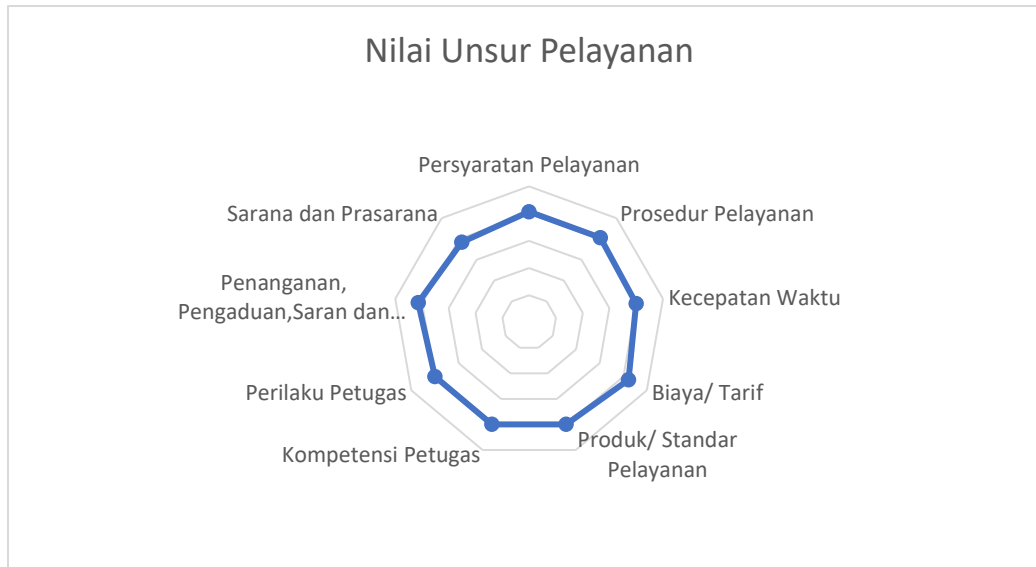 Nilai Unsur Pelayanan
Persyaratan Pelayanan
Prosedur Pelayanan
Kecepatan Waktu
Biaya/ Tarif
Produk/ Standar
Pelayanan
Kompetensi Petugas
Perilaku Petugas
Penanganan,
Pengaduan,Saran dan...
Sarana dan Prasarana